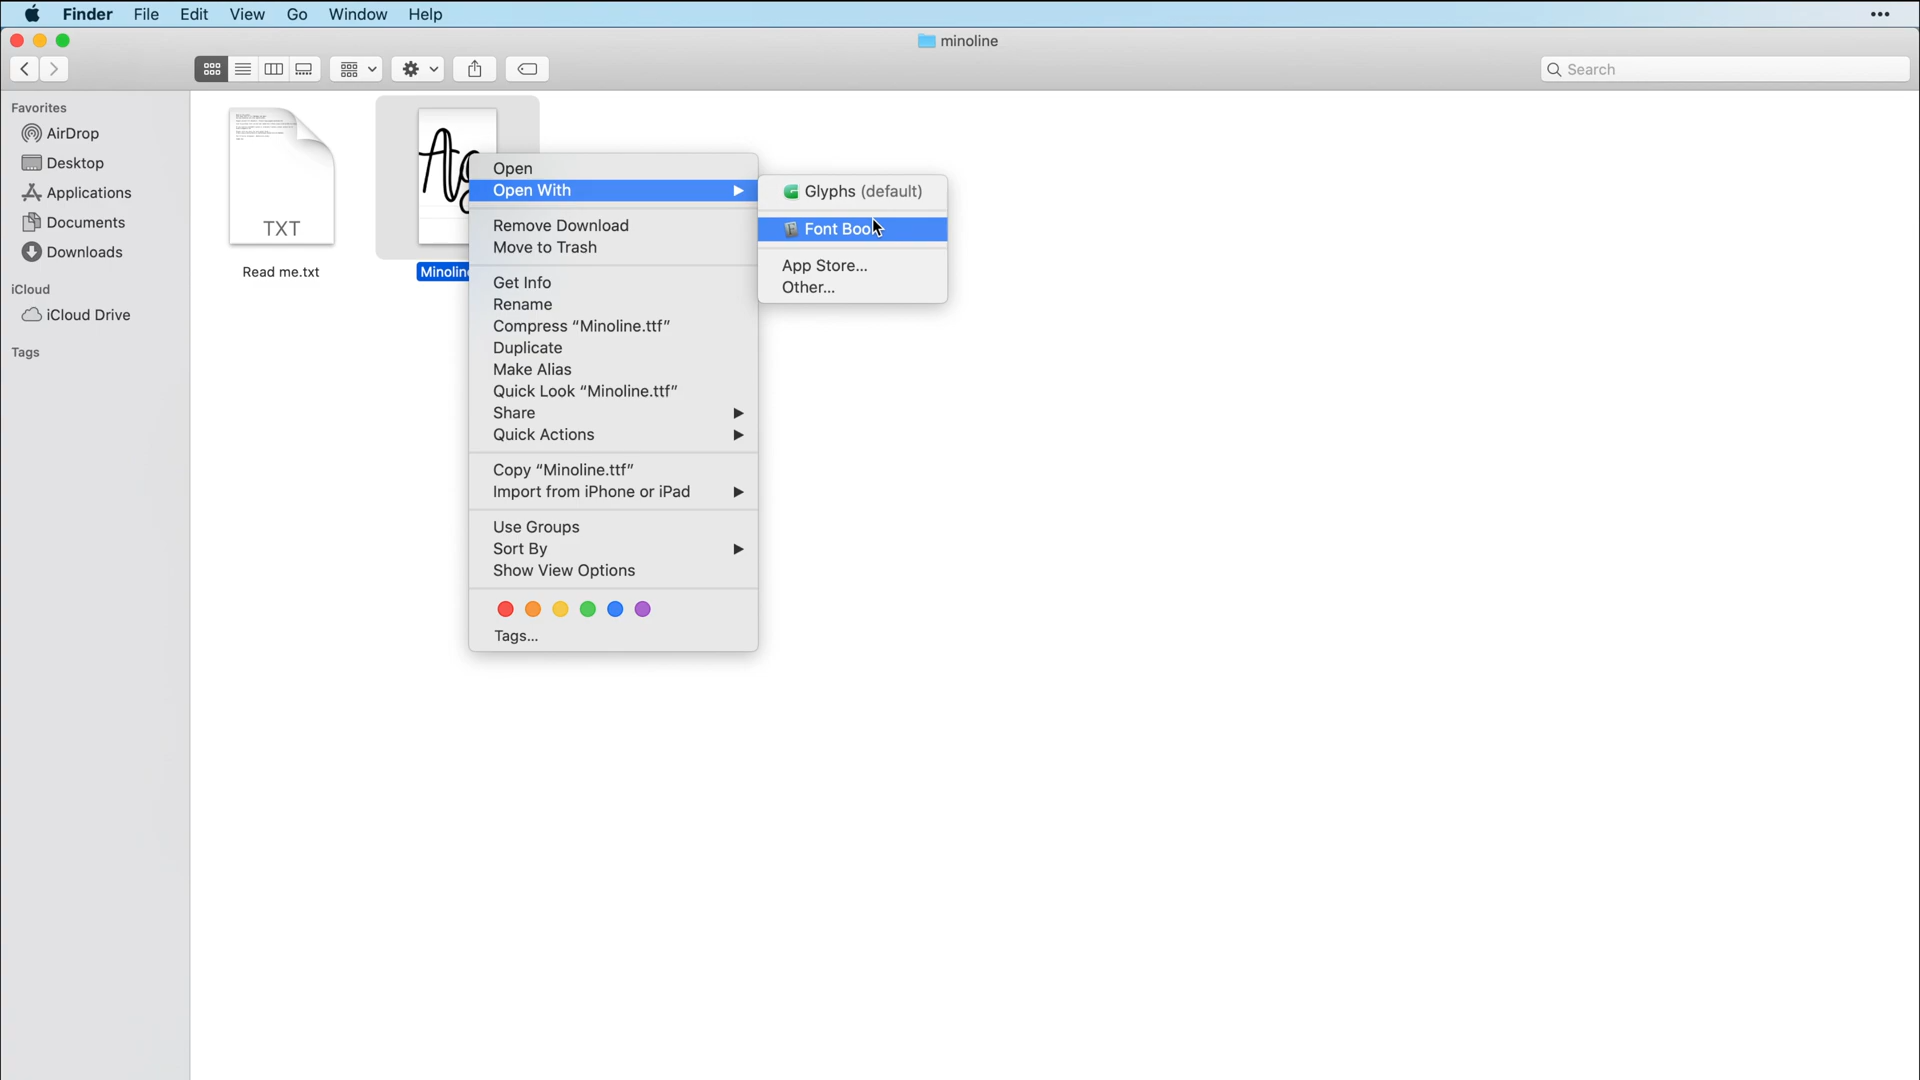 Finder File Edit View Go Window Help
minoline
Search
Favorites
AirDrop
Desktop
Applications
Documents
Downloads
iCloud
iCloud Drive
Tags
TXT
Read me.txt
Open
Open With
Remove Download
Move to Trash
Get Info
Rename
Compress “Minoline.ttf”
Duplicate
Make Alias
Quick Look “Minoline.ttf”
Share
Quick Actions
Copy “Minoline.ttf”
Import from iPhone or iPad
Use Groups
Sort By
Show View Options
Tags...
Glyphs (default)
Font Book
App Store...
Other...